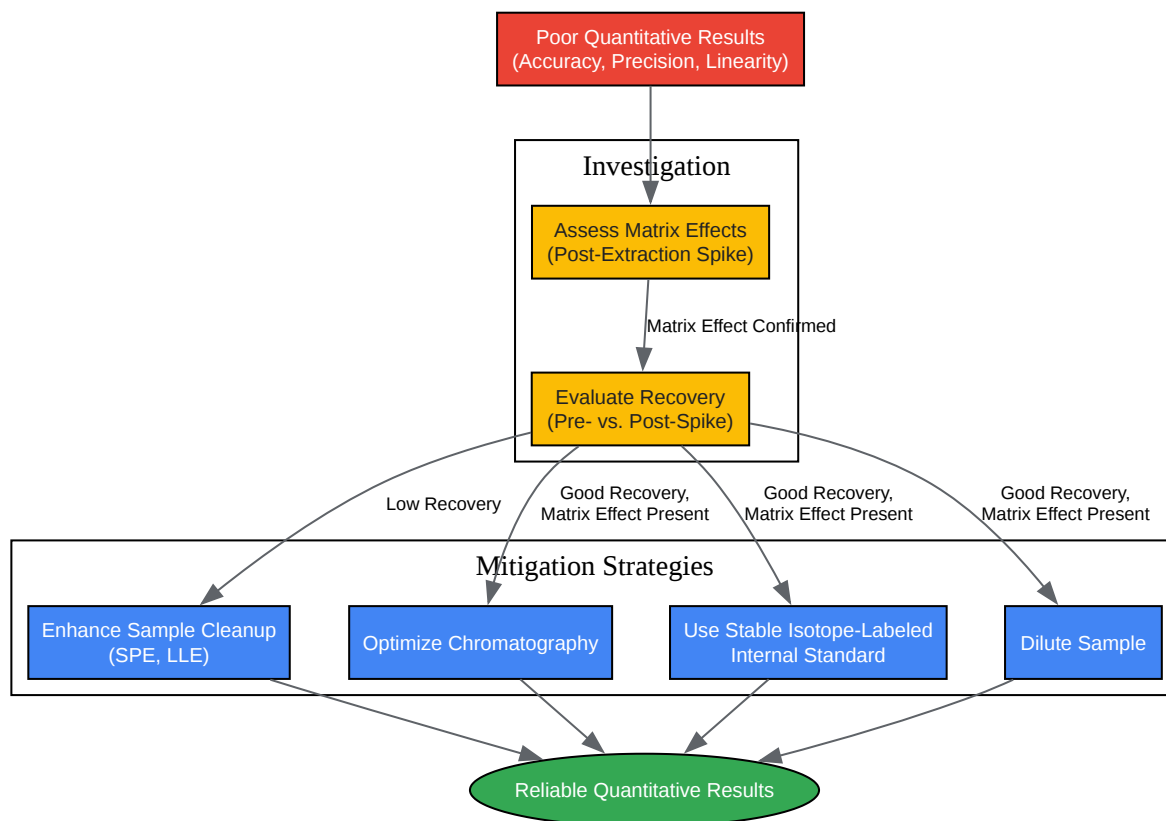 Poor Quantitative Results
(Accuracy, Precision, Linearity)
Investigation
Assess Matrix Effects
(Post-Extraction Spike)
Matrix Effect Confirmed
Evaluate Recovery
(Pre- vs. Post-Spike)
Low Recovery
Good Recovery,
Matrix Effect Present
Good Recovery,
Matrix Effect Present
Good Recovery,
Matrix Effect Present
Mitigation Strategies
Enhance Sample Cleanup
(SPE, LLE)
Optimize Chromatography
Use Stable Isotope-Labeled
Internal Standard
Dilute Sample
Reliable Quantitative Results